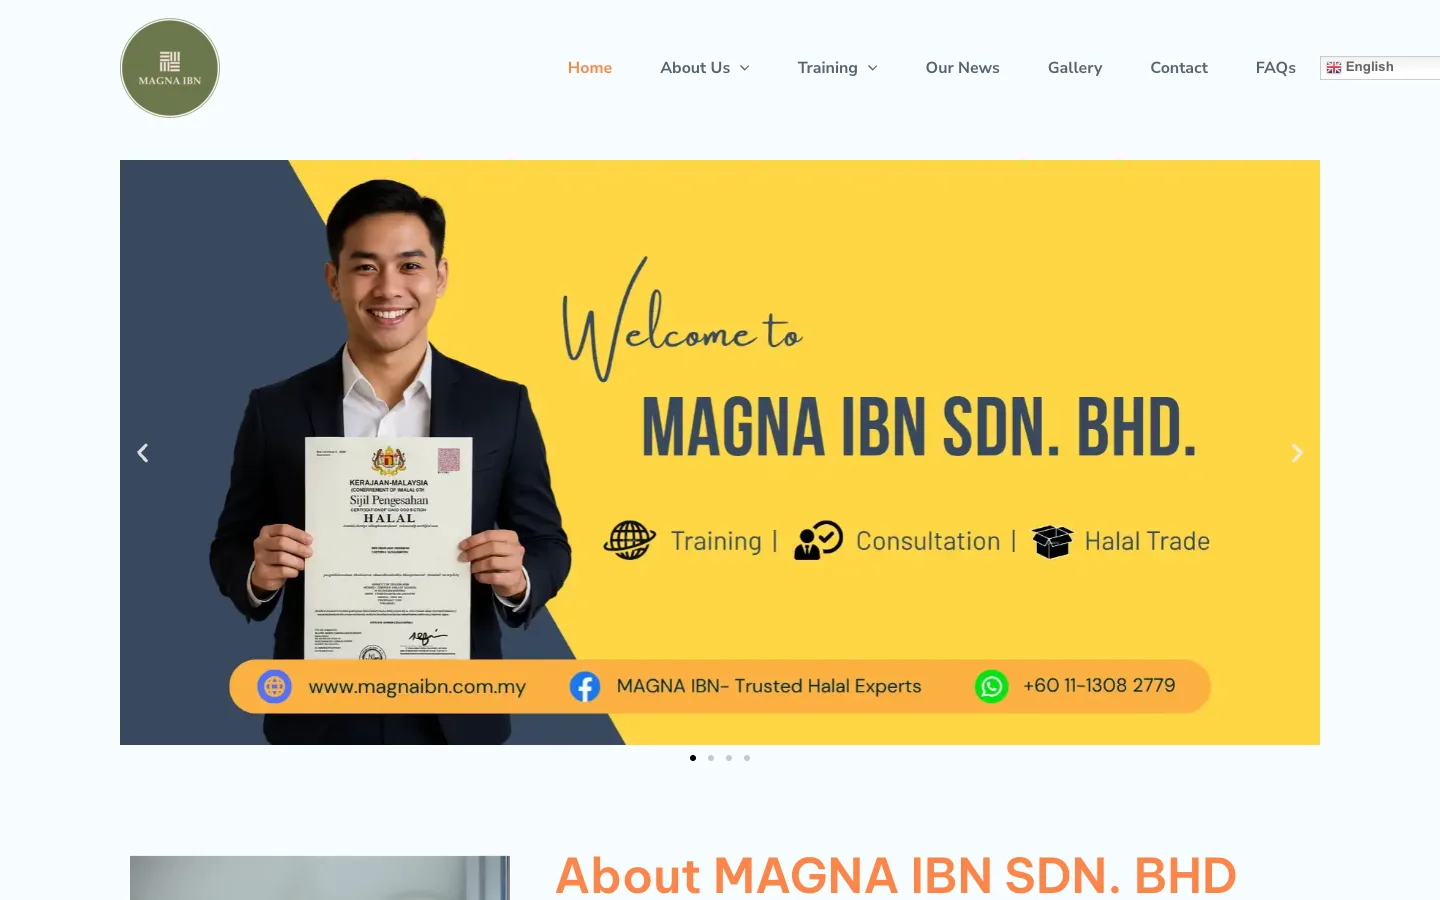 MAGNA IBN
Home
About Us
Training
Our News
Gallery
Contact
FAQs
English
Welcome to
MAGNA IBN SDN. BHD.
Training | Consultation | Halal Trade
KERAJAAN-MALAYSIA
Sijil Pengesahan
HALAL
www.magnaibn.com.my
MAGNA IBN- Trusted Halal Experts
+60 11-1308 2779
About MAGNA IBN SDN. BHD